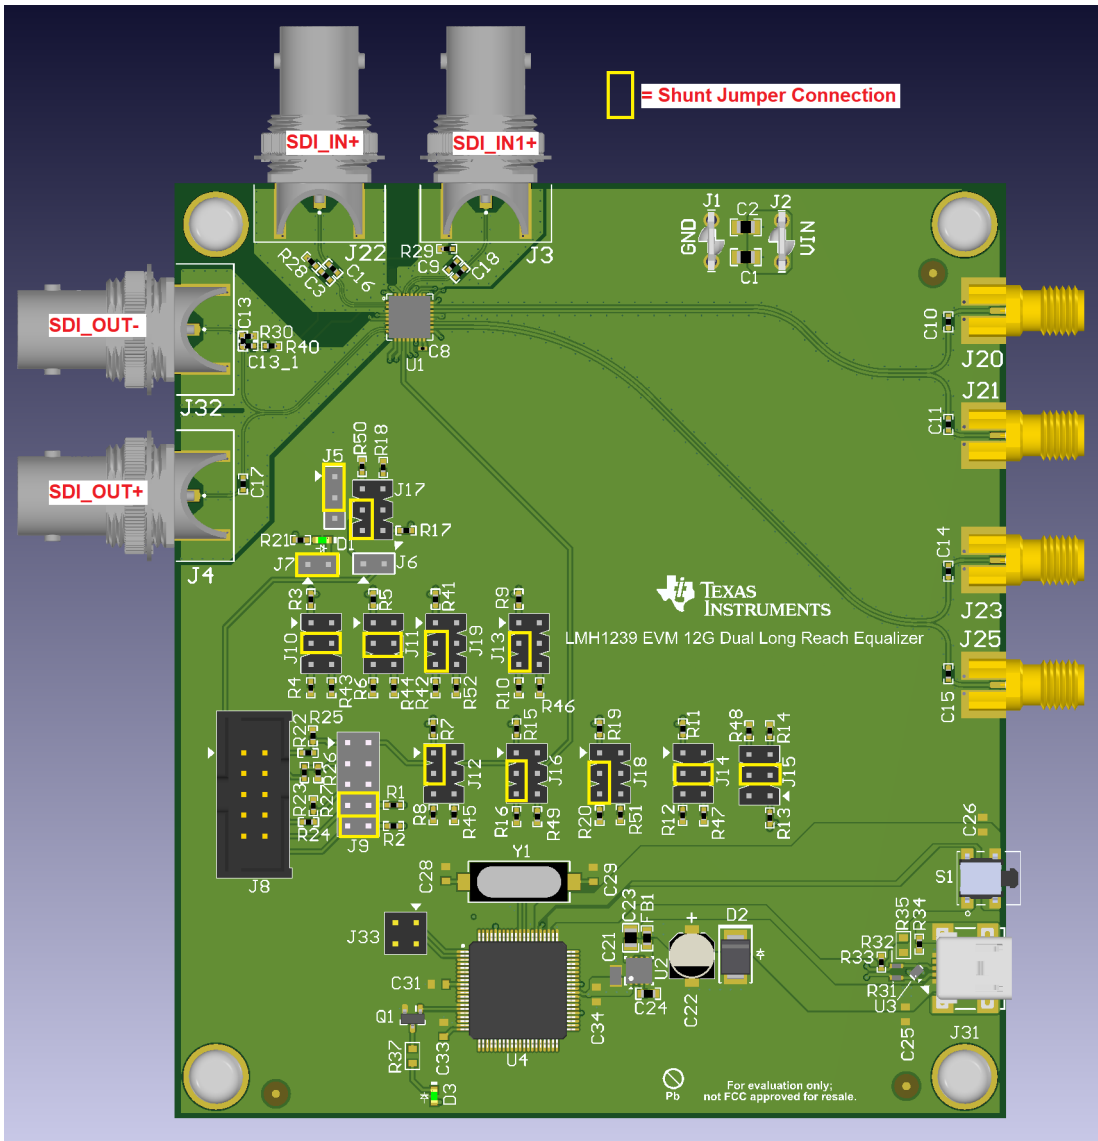 = Shunt Jumper Connection
SDI_IN+
SDI_IN1+
J22
J3
R28
C3
C16
R29
C9
C18
J1
J2
GND
C2
C1
VIN
SDI_OUT-
C13
R30
R40
C13_1
J32
U1
C8
C10
J20
J21
C11
SDI_OUT+
C17
J4
J5
R50
R18
J17
R17
R21
D1
J7
J6
C14
J23
J25
C15
TEXAS
INSTRUMENTS
LMH1239 EVM 12G Dual Long Reach Equalizer
R3
R5
R41
R9
J10
J11
J19
J13
R4
R43
R6
R44
R42
R52
R10
R46
R22
R25
R26
R23
R27
R24
J8
R1
R2
J9
R7
R15
R19
R11
R48
R14
J12
J16
J18
J14
J15
R8
R45
R16
R49
R20
R51
R12
R47
R13
C26
C28
Y1
C29
S1
J33
C31
Q1
R37
C33
D3
U4
C34
C21
C23
FB1
U2
C24
+
C22
D2
R35
R34
R32
R33
R31
U3
C25
J31
Pb
For evaluation only;
not FCC approved for resale.